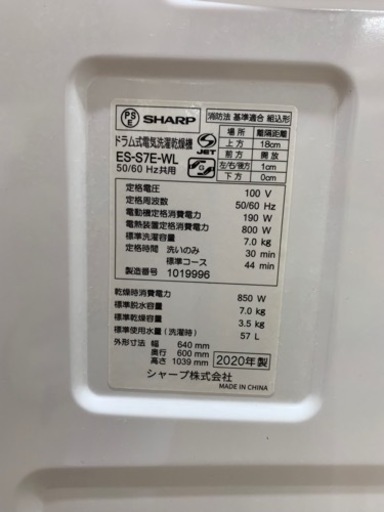 PS
E
SHARP
ドラム式電気洗濯乾燥機
ES-S7E-WL
50/60 Hz共用
S
JET
消防法 基準適合 組込形
場所 離隔距離
上方 18cm
前方 開放
左/右/後方 1cm
下方 0cm
定格電圧 100 V
定格周波数 50/60 Hz
電動機定格消費電力 190 W
電熱装置定格消費電力 800 W
標準洗濯容量 7.0 kg
定格時間 洗いのみ 30 min
標準コース 44 min
製造番号 1019996
乾燥時消費電力 850 W
標準脱水容量 7.0 kg
標準乾燥容量 3.5 kg
標準使用水量(洗濯時) 57 L
外形寸法 幅 640 mm
奥行 600 mm
高さ 1039 mm
2020年製
シャープ株式会社
MADE IN CHINA